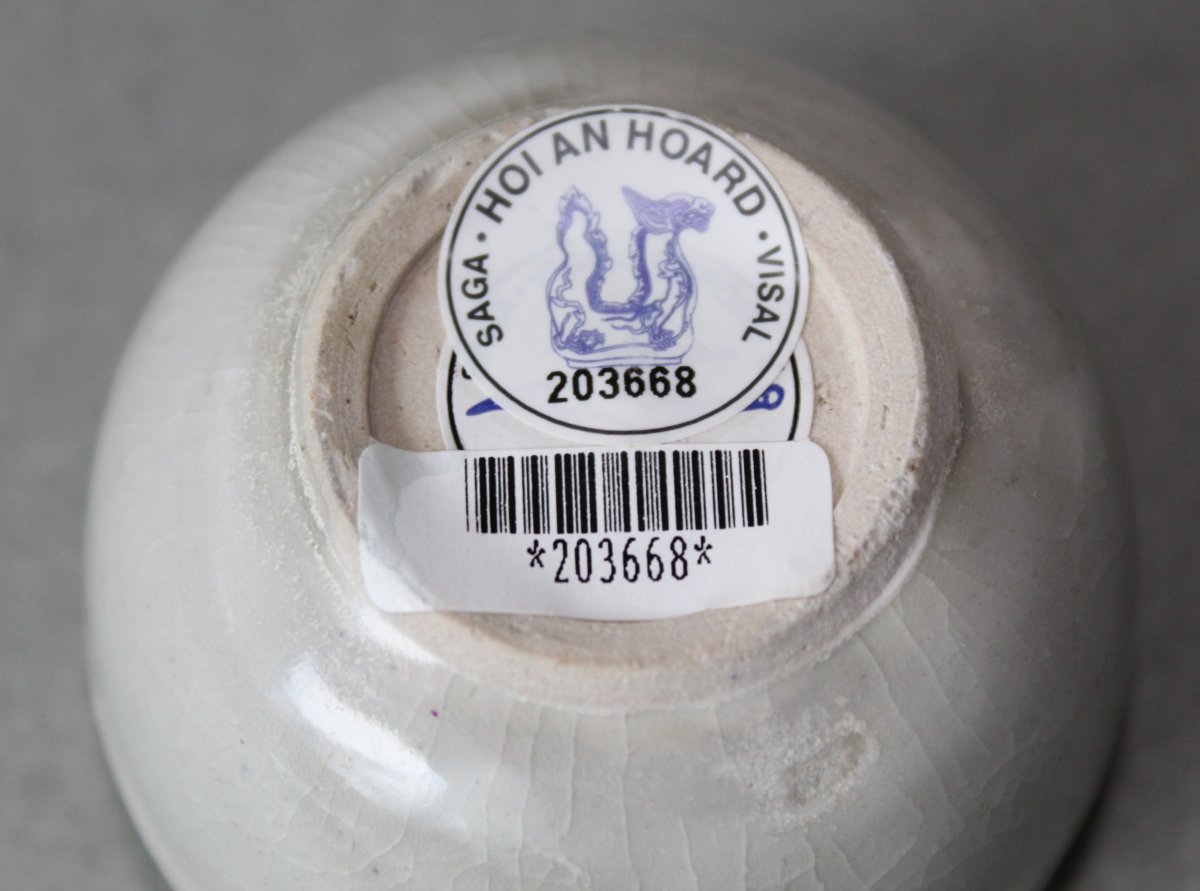 SAGA • HOI AN HOARD • VISAL
203668
*203668*